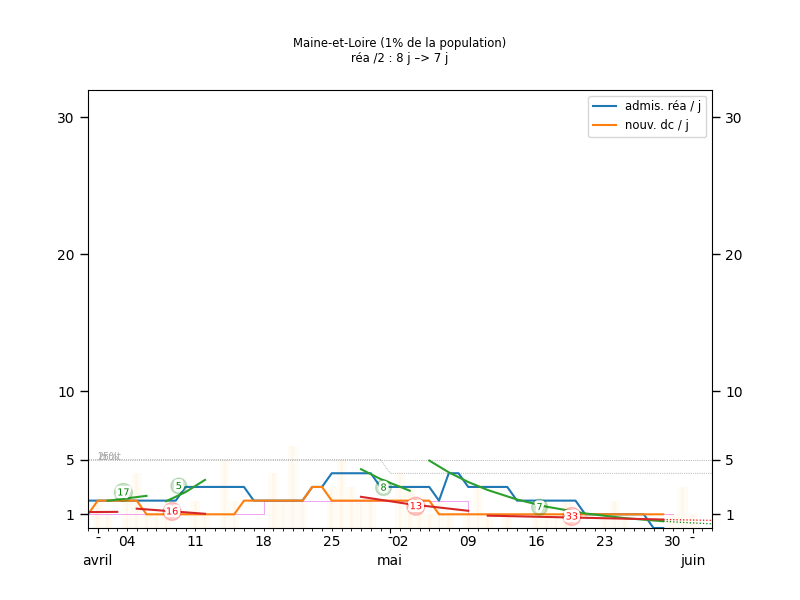 Maine-et-Loire (1% de la population)
réa /2 : 8 j –> 7 j
admis. réa / j
nouv. dc / j
30 30
20 20
10 10
5 5
1 1
17 5 16 8 13 7 33
- 04 11 18 25 - 02 09 16 23 30 -
avril mai juin